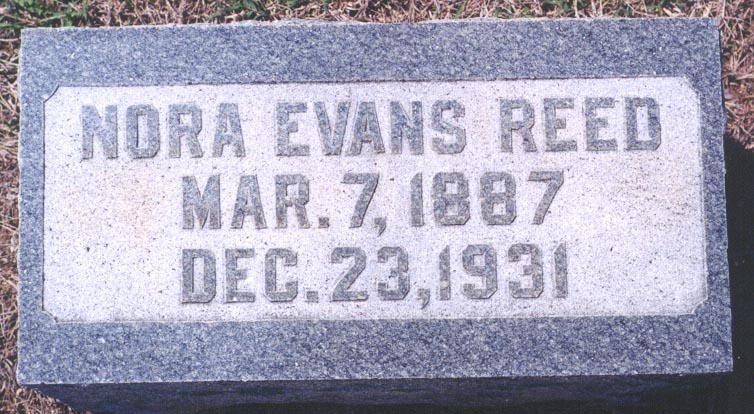 NORA EVANS REED
MAR. 7, 1887
DEC. 23, 1931